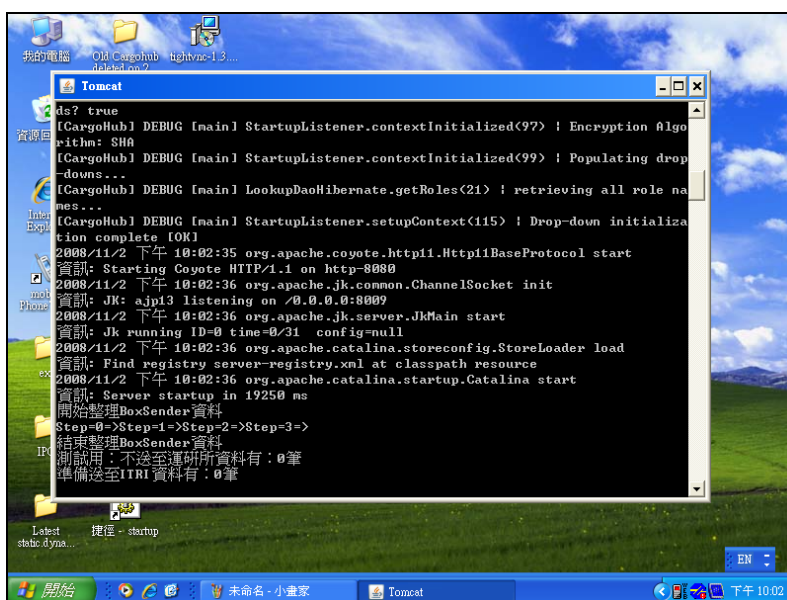 我的電腦
Old Cargohub
deleted on 2
tightvnc-1.3....
Tomcat
ds? true
[CargoHub] DEBUG [main] StartupListener.contextInitialized(97) | Encryption Algo
rithm: SHA
[CargoHub] DEBUG [main] StartupListener.contextInitialized(99) | Populating drop
-downs...
[CargoHub] DEBUG [main] LookupDaoHibernate.getRoles(21) | retrieving all role na
mes...
[CargoHub] DEBUG [main] StartupListener.setupContext(115) | Drop-down initializa
tion complete [OK]
2008/11/2 下午 10:02:35 org.apache.coyote.http11.Http11BaseProtocol start
資訊: Starting Coyote HTTP/1.1 on http-8080
2008/11/2 下午 10:02:36 org.apache.jk.common.ChannelSocket init
資訊: JK: ajp13 listening on /0.0.0.0:8009
2008/11/2 下午 10:02:36 org.apache.jk.server.JkMain start
資訊: Jk running ID=0 time=0/31  config=null
2008/11/2 下午 10:02:36 org.apache.catalina.storeconfig.StoreLoader load
資訊: Find registry server-registry.xml at classpath resource
2008/11/2 下午 10:02:36 org.apache.catalina.startup.Catalina start
資訊: Server startup in 19250 ms
開始整理BoxSender資料
Step=0=>Step=1=>Step=2=>Step=3=>
結束整理BoxSender資料
測試用：不送至運研所資料有：0筆
準備送至ITRI資料有：0筆
資源回
Inter
Explo
mob
Phone
ex
IPC
Latest
static.dyna...
捷徑 - startup
EN
開始
未命名 - 小畫家
Tomcat
下午 10:02